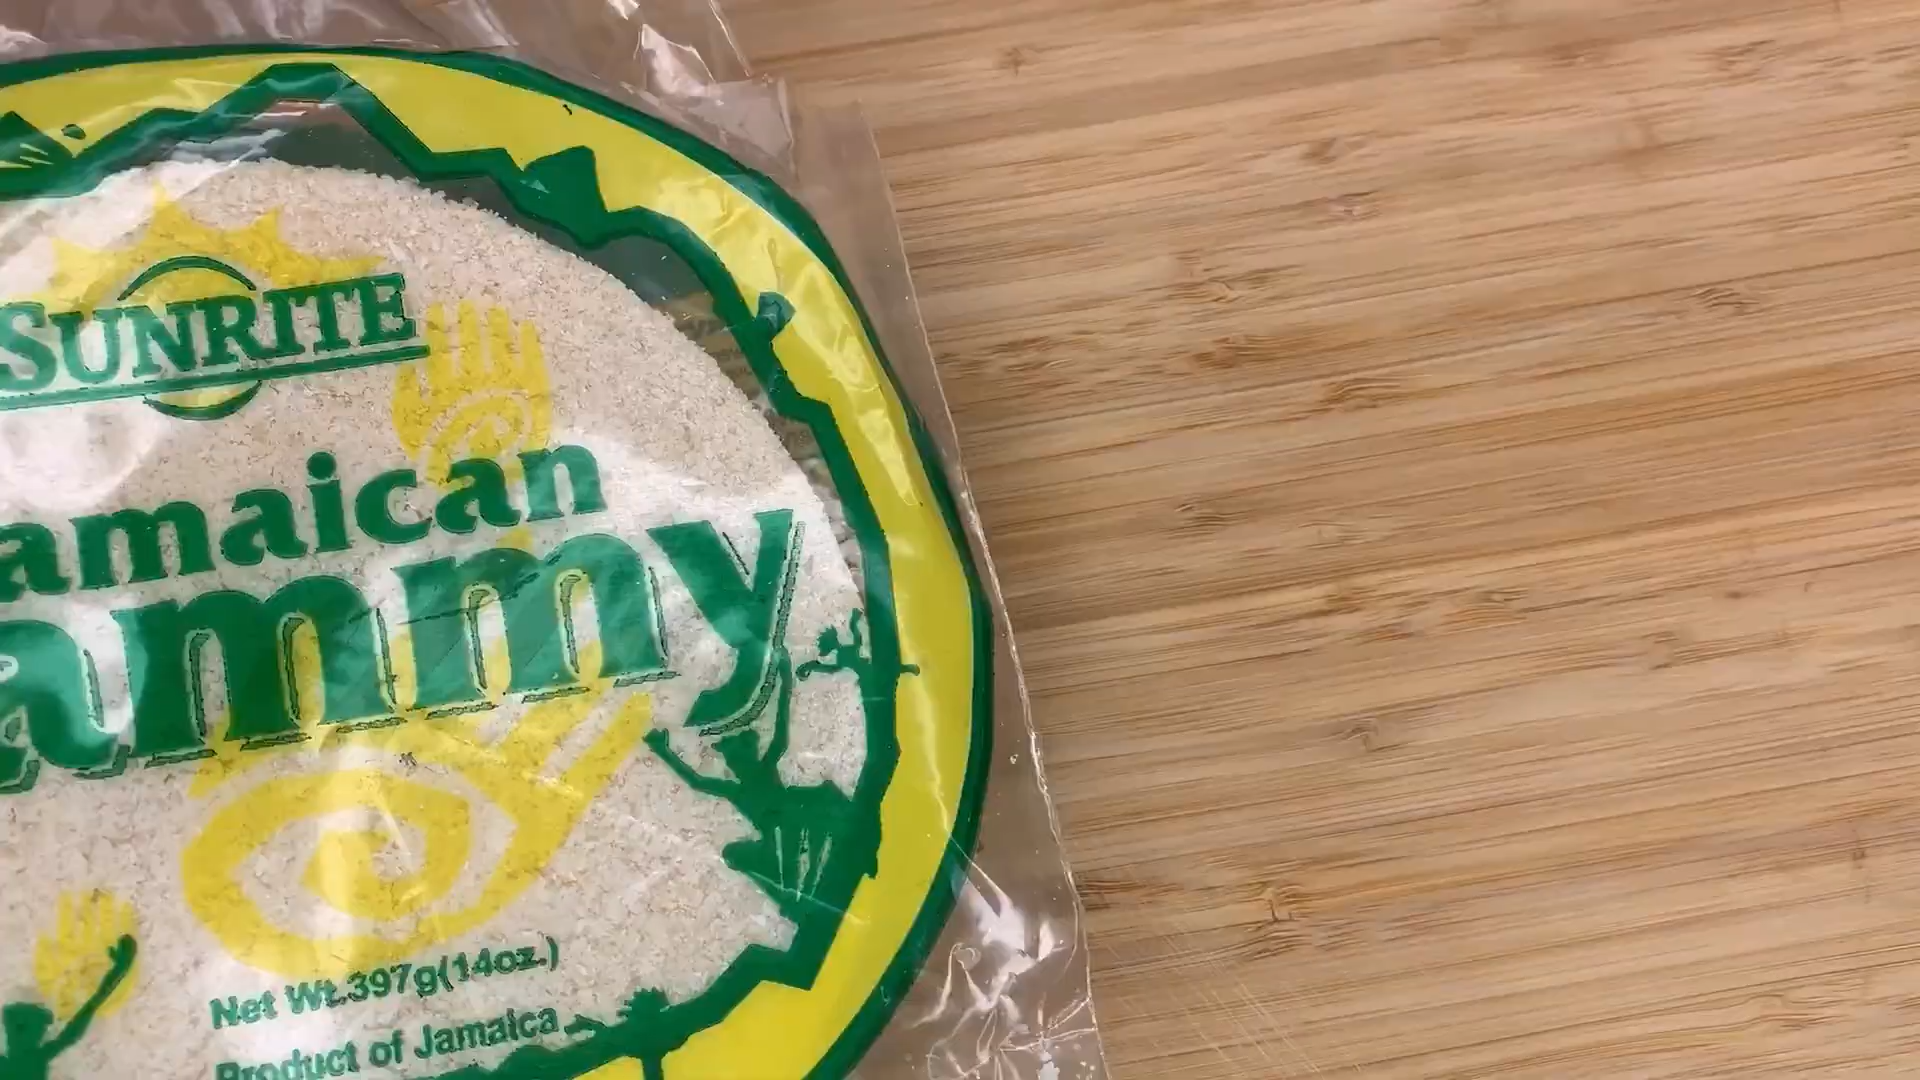 SUNRITE
amaican
ammy
Net Wt.397g(14oz.)
Product of Jamaica